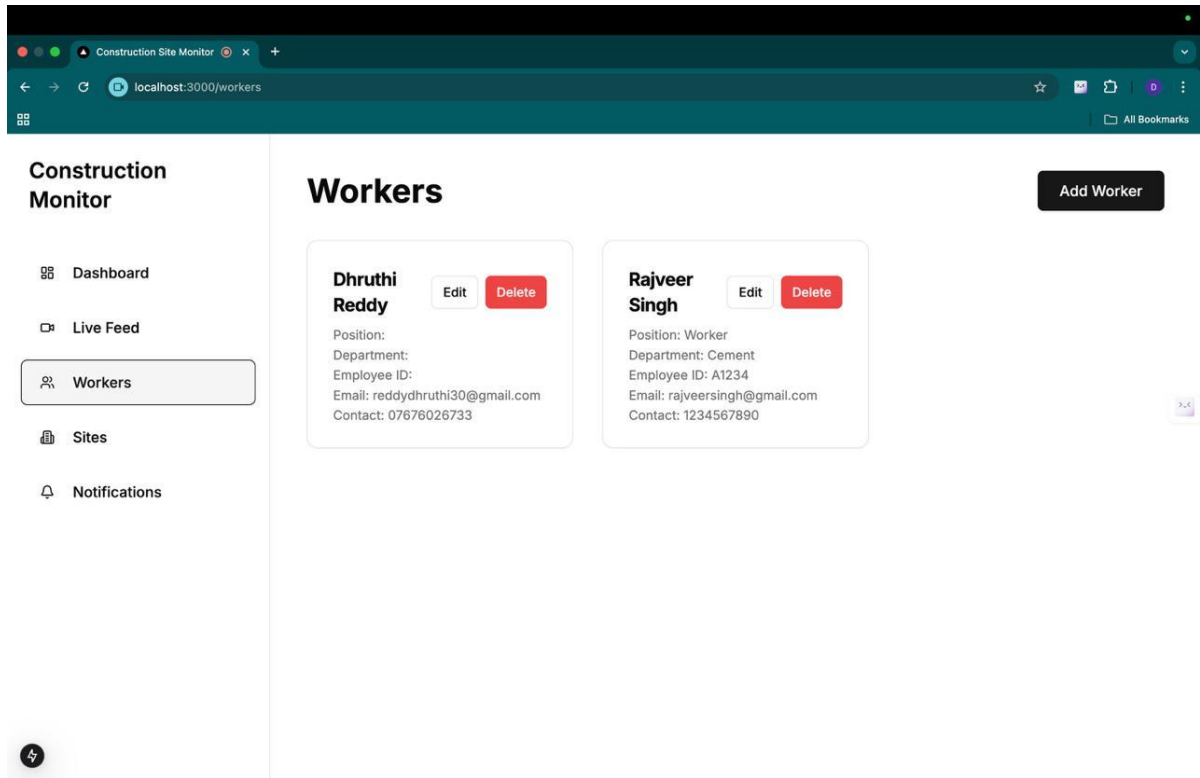 Construction Site Monitor
localhost:3000/workers
D
All Bookmarks
Construction
Monitor
Dashboard
Live Feed
Workers
Sites
Notifications
Workers
Add Worker
Dhruthi
Reddy
Edit
Delete
Position:
Department:
Employee ID:
Email: reddydhruthi30@gmail.com
Contact: 07676026733
Rajveer
Singh
Edit
Delete
Position: Worker
Department: Cement
Employee ID: A1234
Email: rajveersingh@gmail.com
Contact: 1234567890